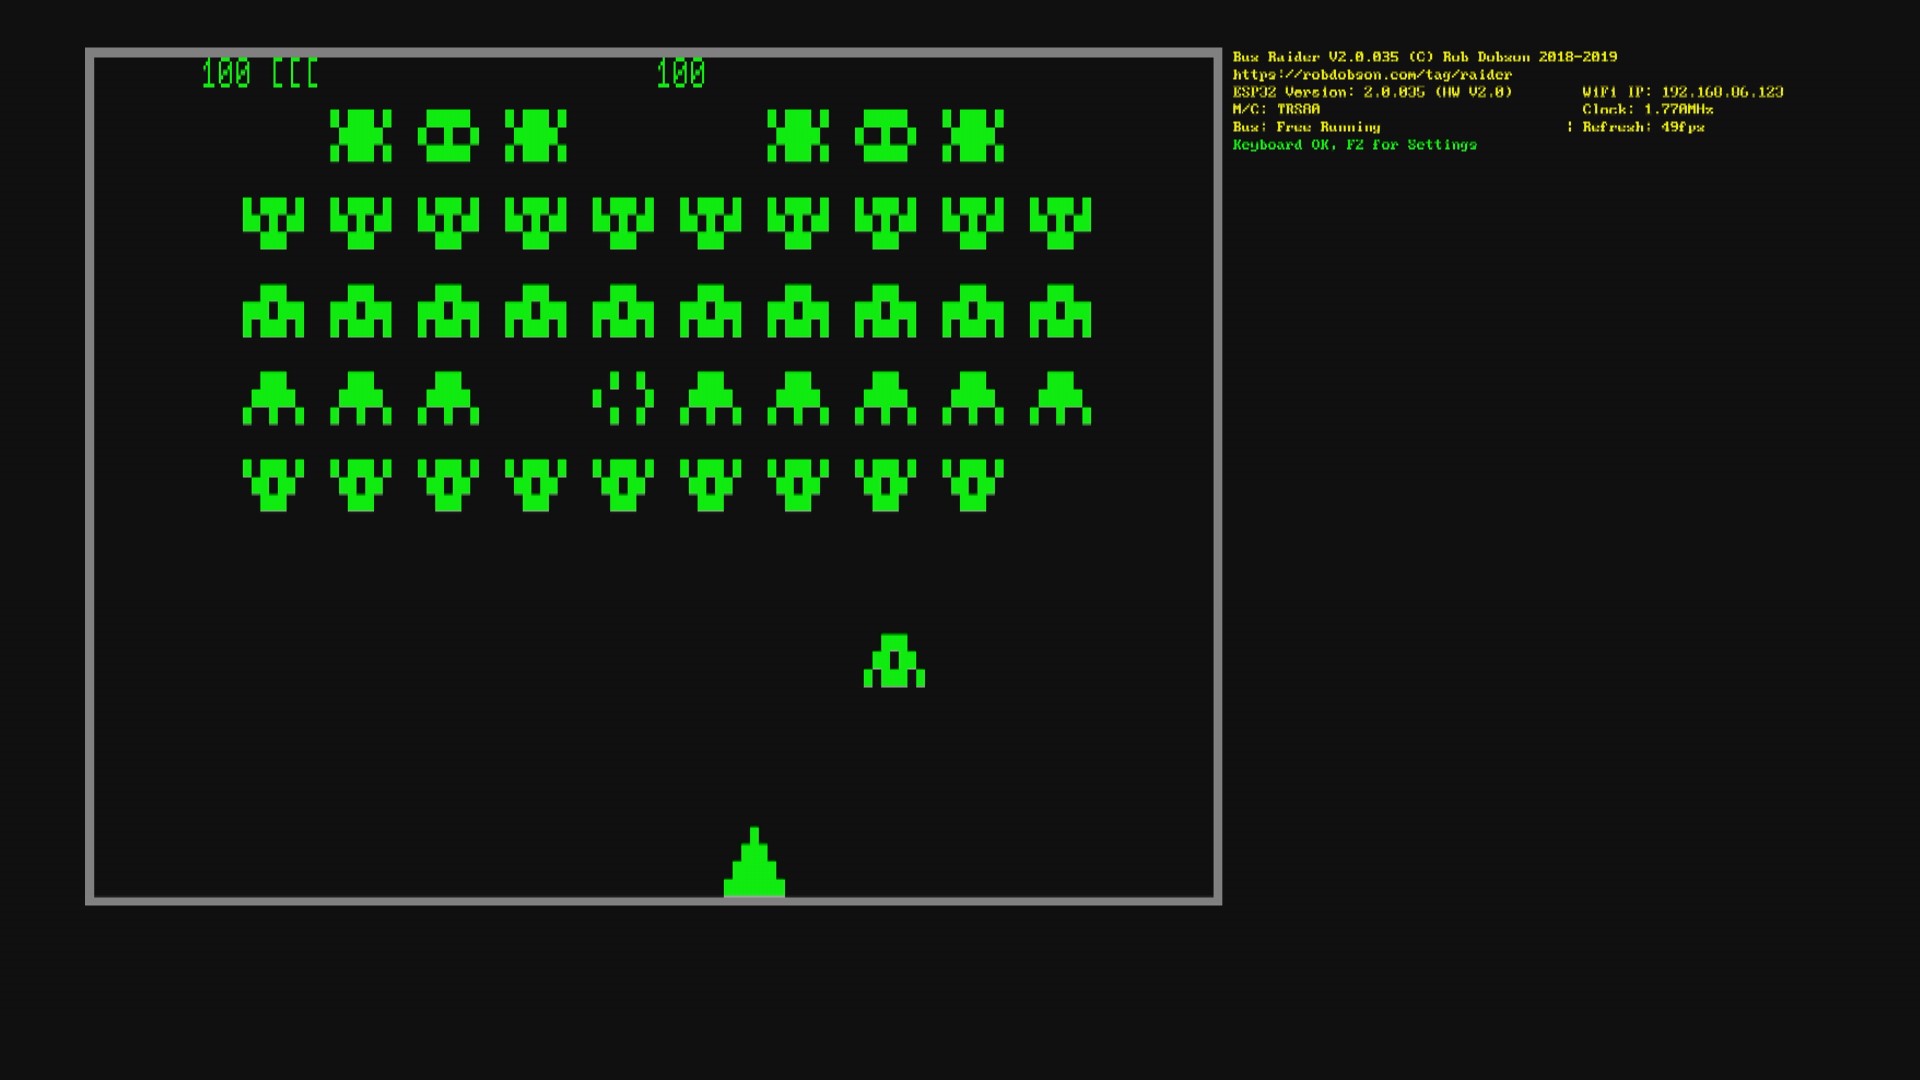 100 [[[ 100
Bus Raider V2.0.035 (C) Rob Dobson 2018-2019
https://robdobson.com/tag/raider
ESP32 Version: 2.0.035 (HW V2.0) WiFi IP: 192.168.86.123
M/C: TRS80 Clock: 1.770MHz
Bus: Free Running : Refresh: 49fps
Keyboard OK, F2 for Settings